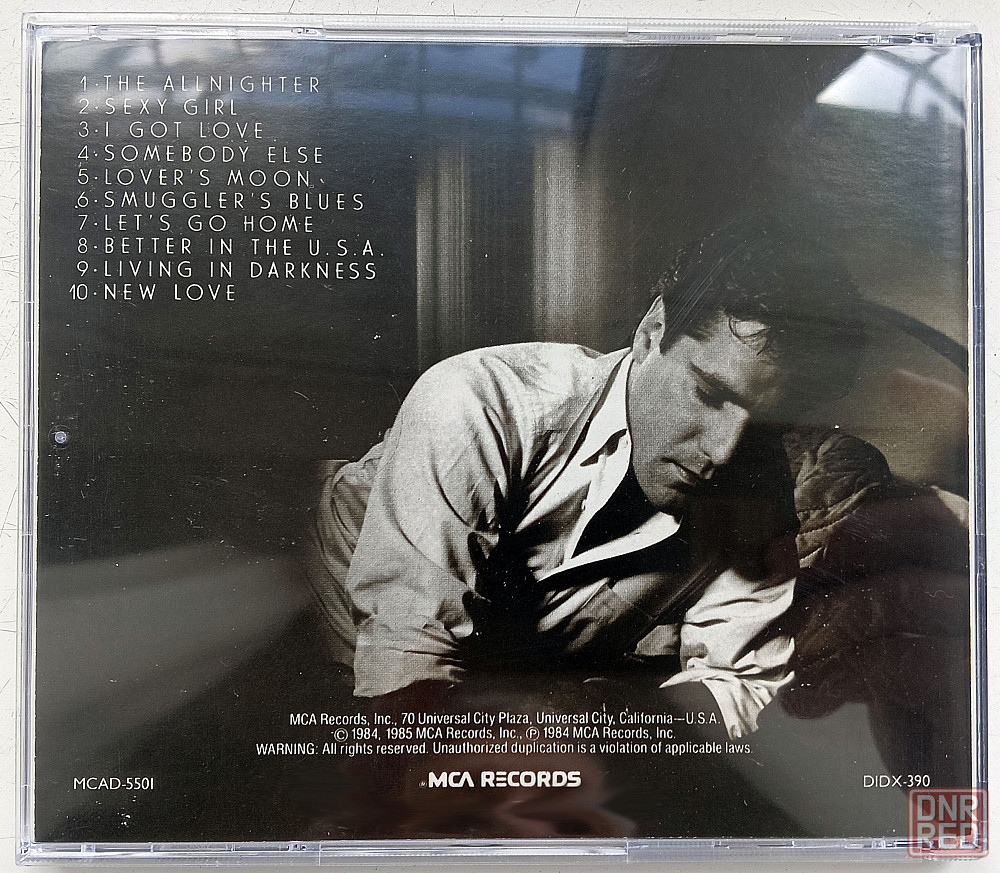 1·THE ALLNIGHTER
2·SEXY GIRL
3·I GOT LOVE
4·SOMEBODY ELSE
5·LOVER'S MOON
6·SMUGGLER'S BLUES
7·LET'S GO HOME
8·BETTER IN THE U.S.A.
9·LIVING IN DARKNESS
10·NEW LOVE
MCA Records, Inc., 70 Universal City Plaza, Universal City, California—U.S.A.
© 1984, 1985 MCA Records, Inc., ℗ 1984 MCA Records, Inc.
WARNING: All rights reserved. Unauthorized duplication is a violation of applicable laws.
MCAD-5501
®MCA RECORDS
DIDX-390
DNR
RED